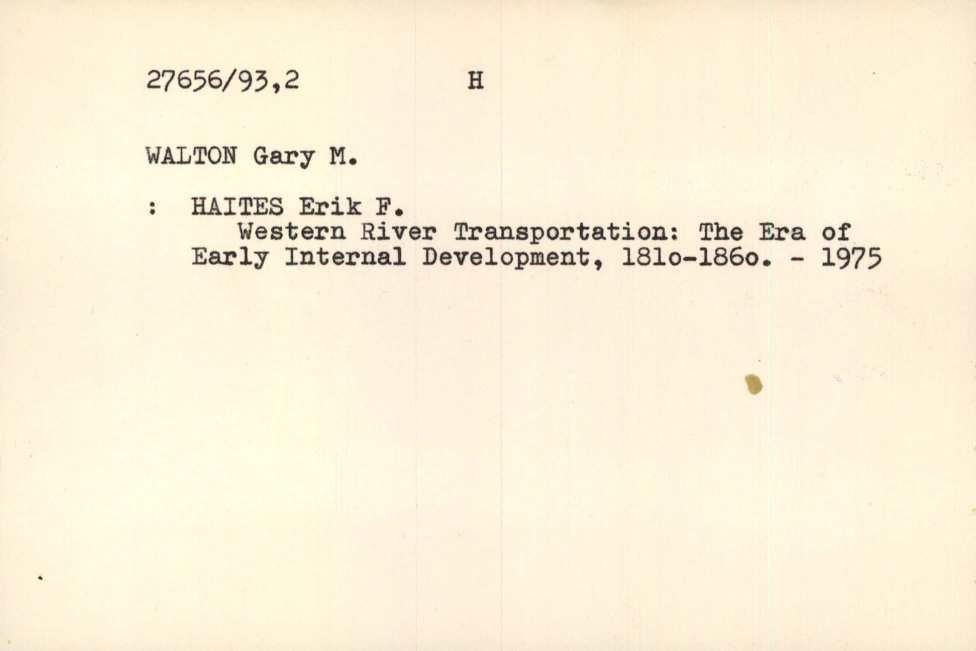 27656/93,2 H
WALTON Gary M.
: HAITES Erik F.
Western River Transportation: The Era of
Early Internal Development, 181o-186o. - 1975